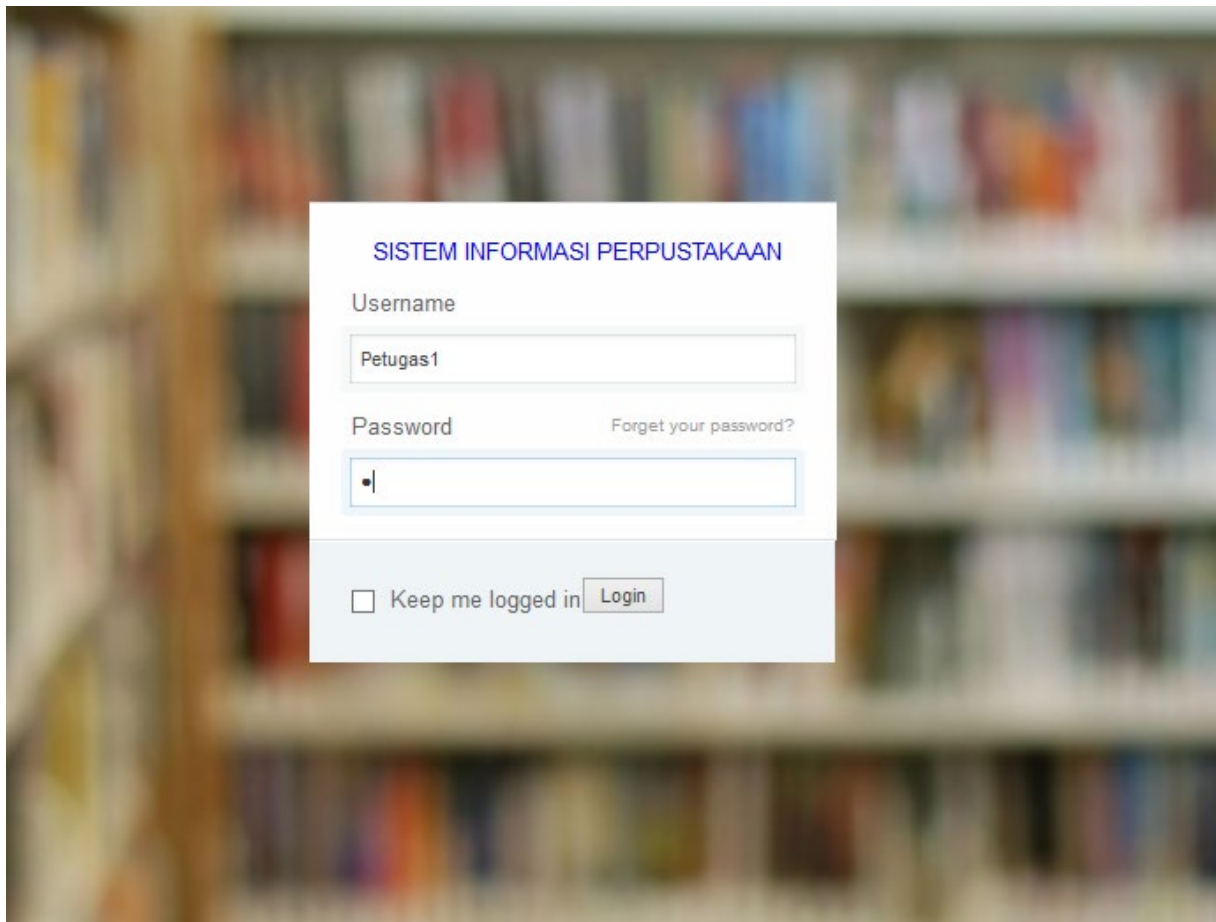 SISTEM INFORMASI PERPUSTAKAAN
Username
Petugas1
Password Forget your password?
●
Keep me logged in Login